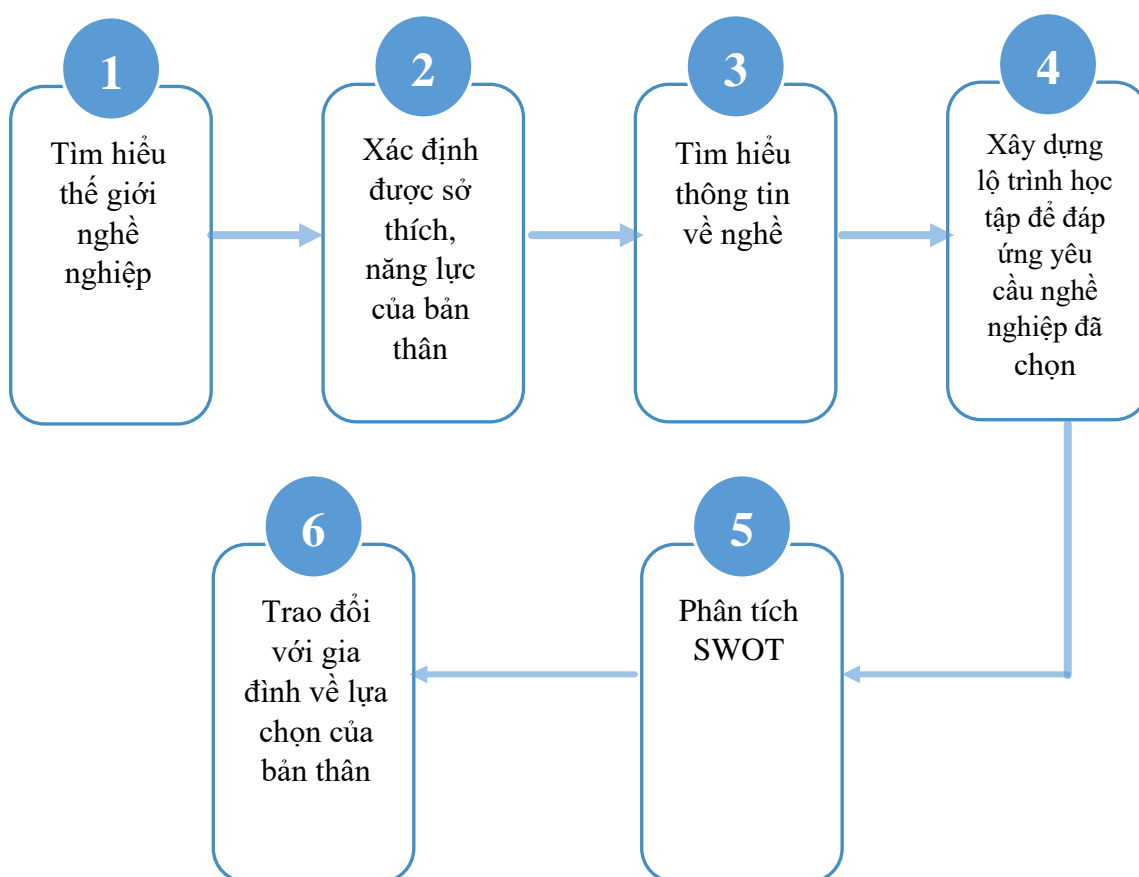 1
Tìm hiểu
thế giới
nghề
nghiệp
2
Xác định
được sở
thích,
năng lực
của bản
thân
3
Tìm hiểu
thông tin
về nghề
4
Xây dựng
lộ trình học
tập để đáp
ứng yêu
cầu nghề
nghiệp đã
chọn
5
Phân tích
SWOT
6
Trao đổi
với gia
đình về lựa
chọn của
bản thân